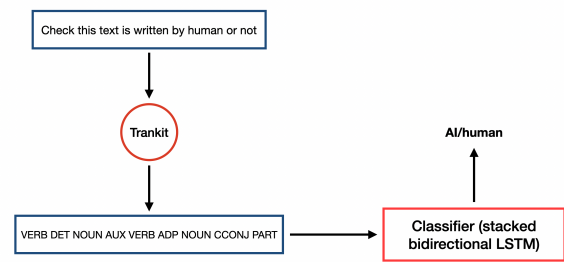 Check this text is written by human or not
Trankit
AI/human
VERB DET NOUN AUX VERB ADP NOUN CCONJ PART
Classifier (stacked
bidirectional LSTM)